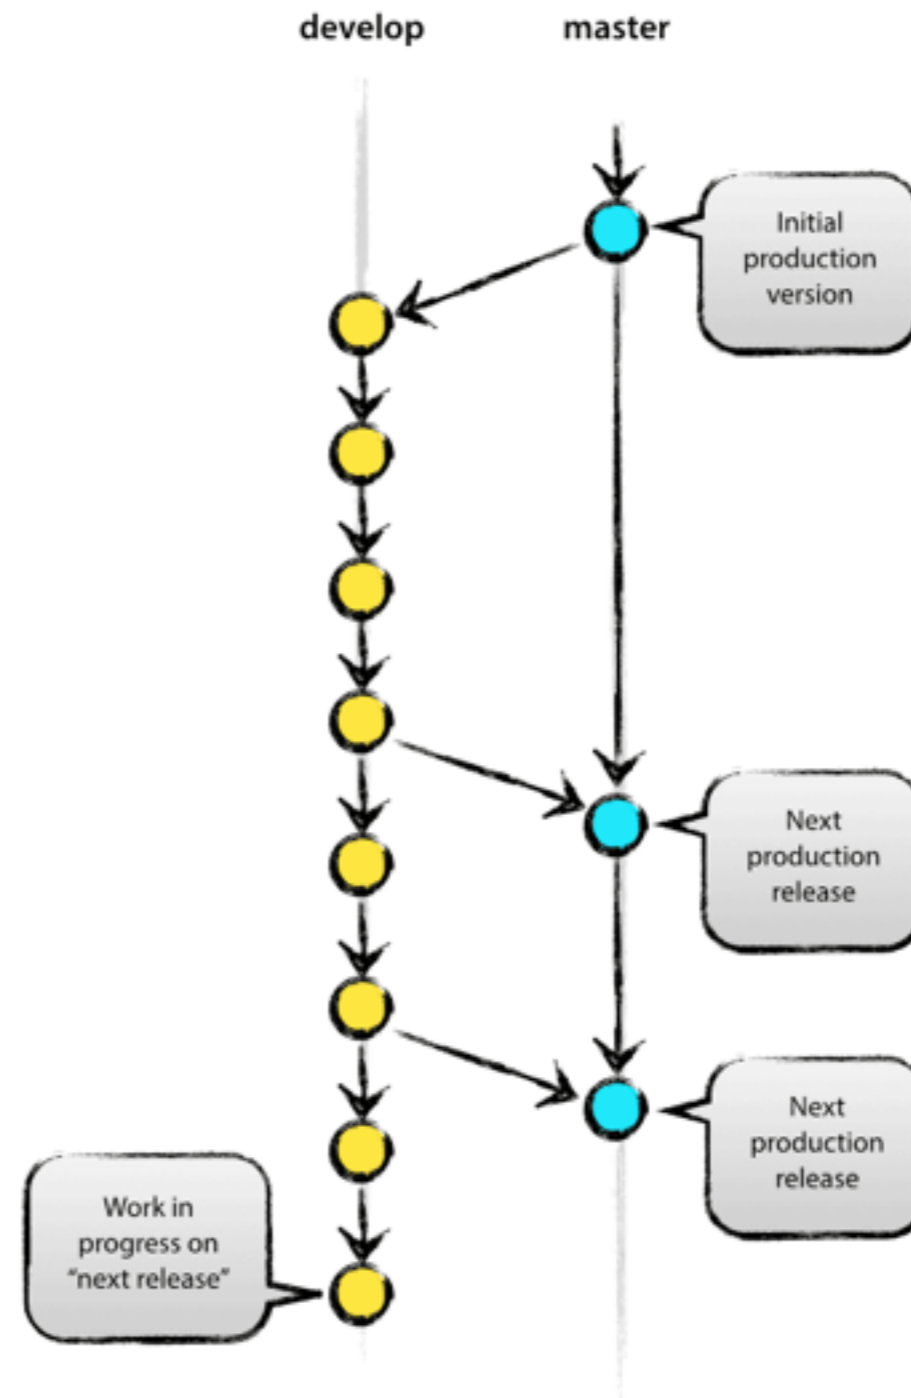 develop
master
Initial
production
version
Next
production
release
Next
production
release
Work in
progress on
“next release”